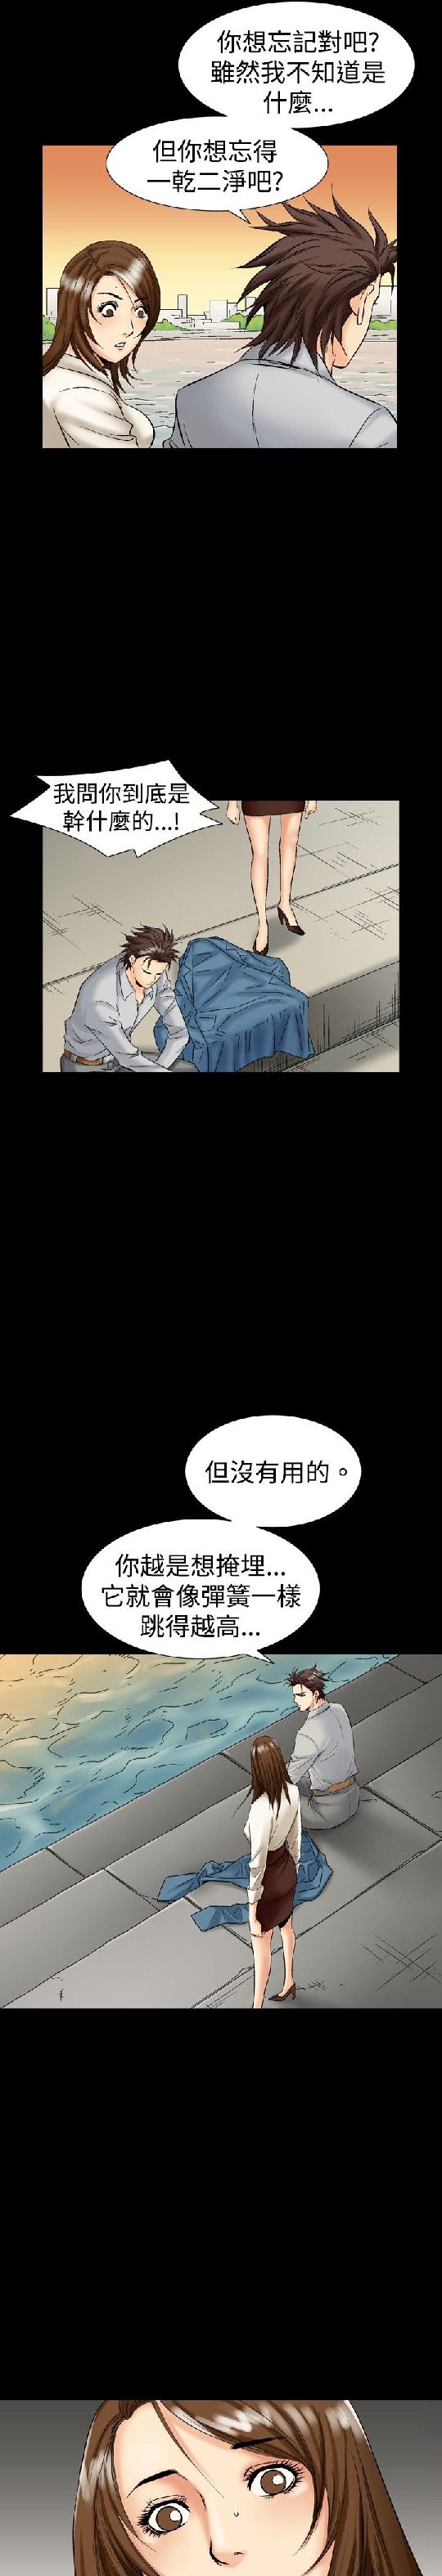 你想忘記對吧?
雖然我不知道是
什麼...
但你想忘得
一乾二淨吧?
我問你到底是
幹什麼的...!
但沒有用的。
你越是想掩埋...
它就會像彈簧一樣
跳得越高...